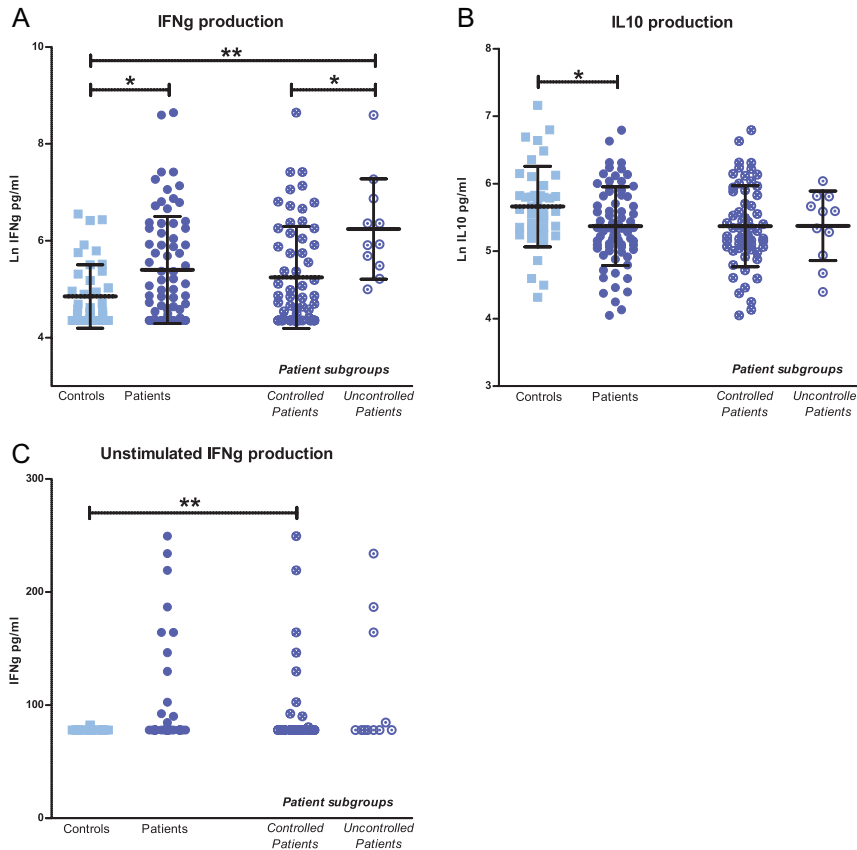 A
IFNg production
Ln IFNg pg/ml
10
8
6
4
**
*
*
Patient subgroups
Controls
Patients
Controlled
Patients
Uncontrolled
Patients
B
IL10 production
Ln IL10 pg/ml
8
7
6
5
4
3
*
Patient subgroups
Controls
Patients
Controlled
Patients
Uncontrolle
Patients
C
Unstimulated IFNg production
IFNg pg/ml
300
200
100
0
**
Patient subgroups
Controls
Patients
Controlled
Patients
Uncontrolled
Patients